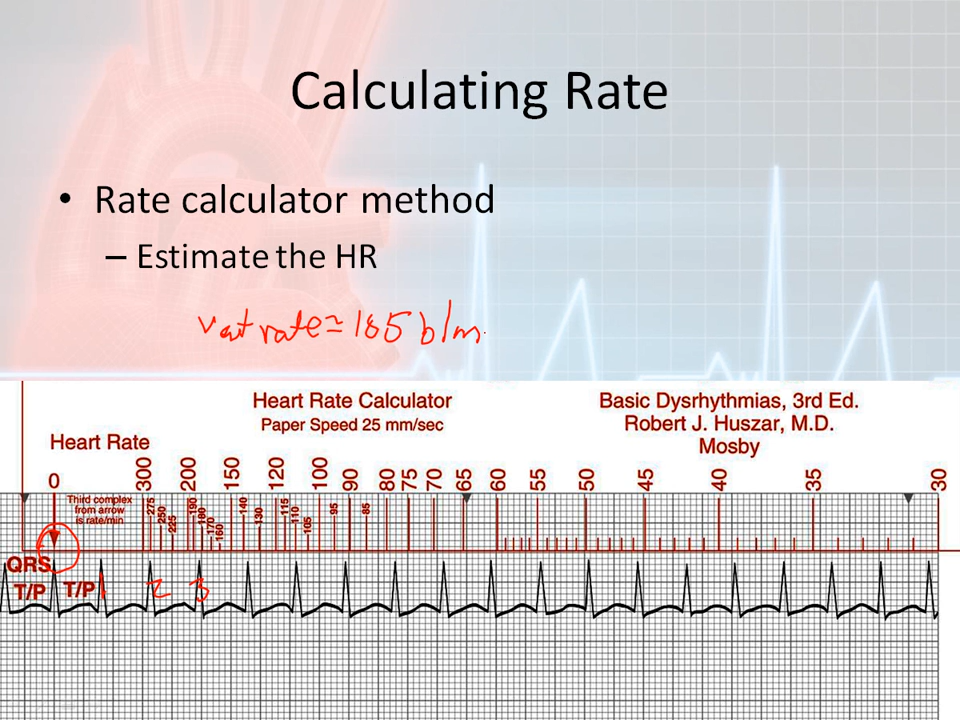 Calculating Rate
• Rate calculator method
– Estimate the HR
rate ≈ 185 b/m
Heart Rate Calculator
Paper Speed 25 mm/sec
Basic Dysrhythmias, 3rd Ed.
Robert J. Huszar, M.D.
Mosby
Heart Rate
0 300 200 150 120 100 90 80 75 70 65 60 55 50 45 40 35 30
Third complex
from arrow
is rate/min
275 250 225 190 180 170 160 140 130 115 110 105 95 85
QRS
T/P T/P 1 2 3